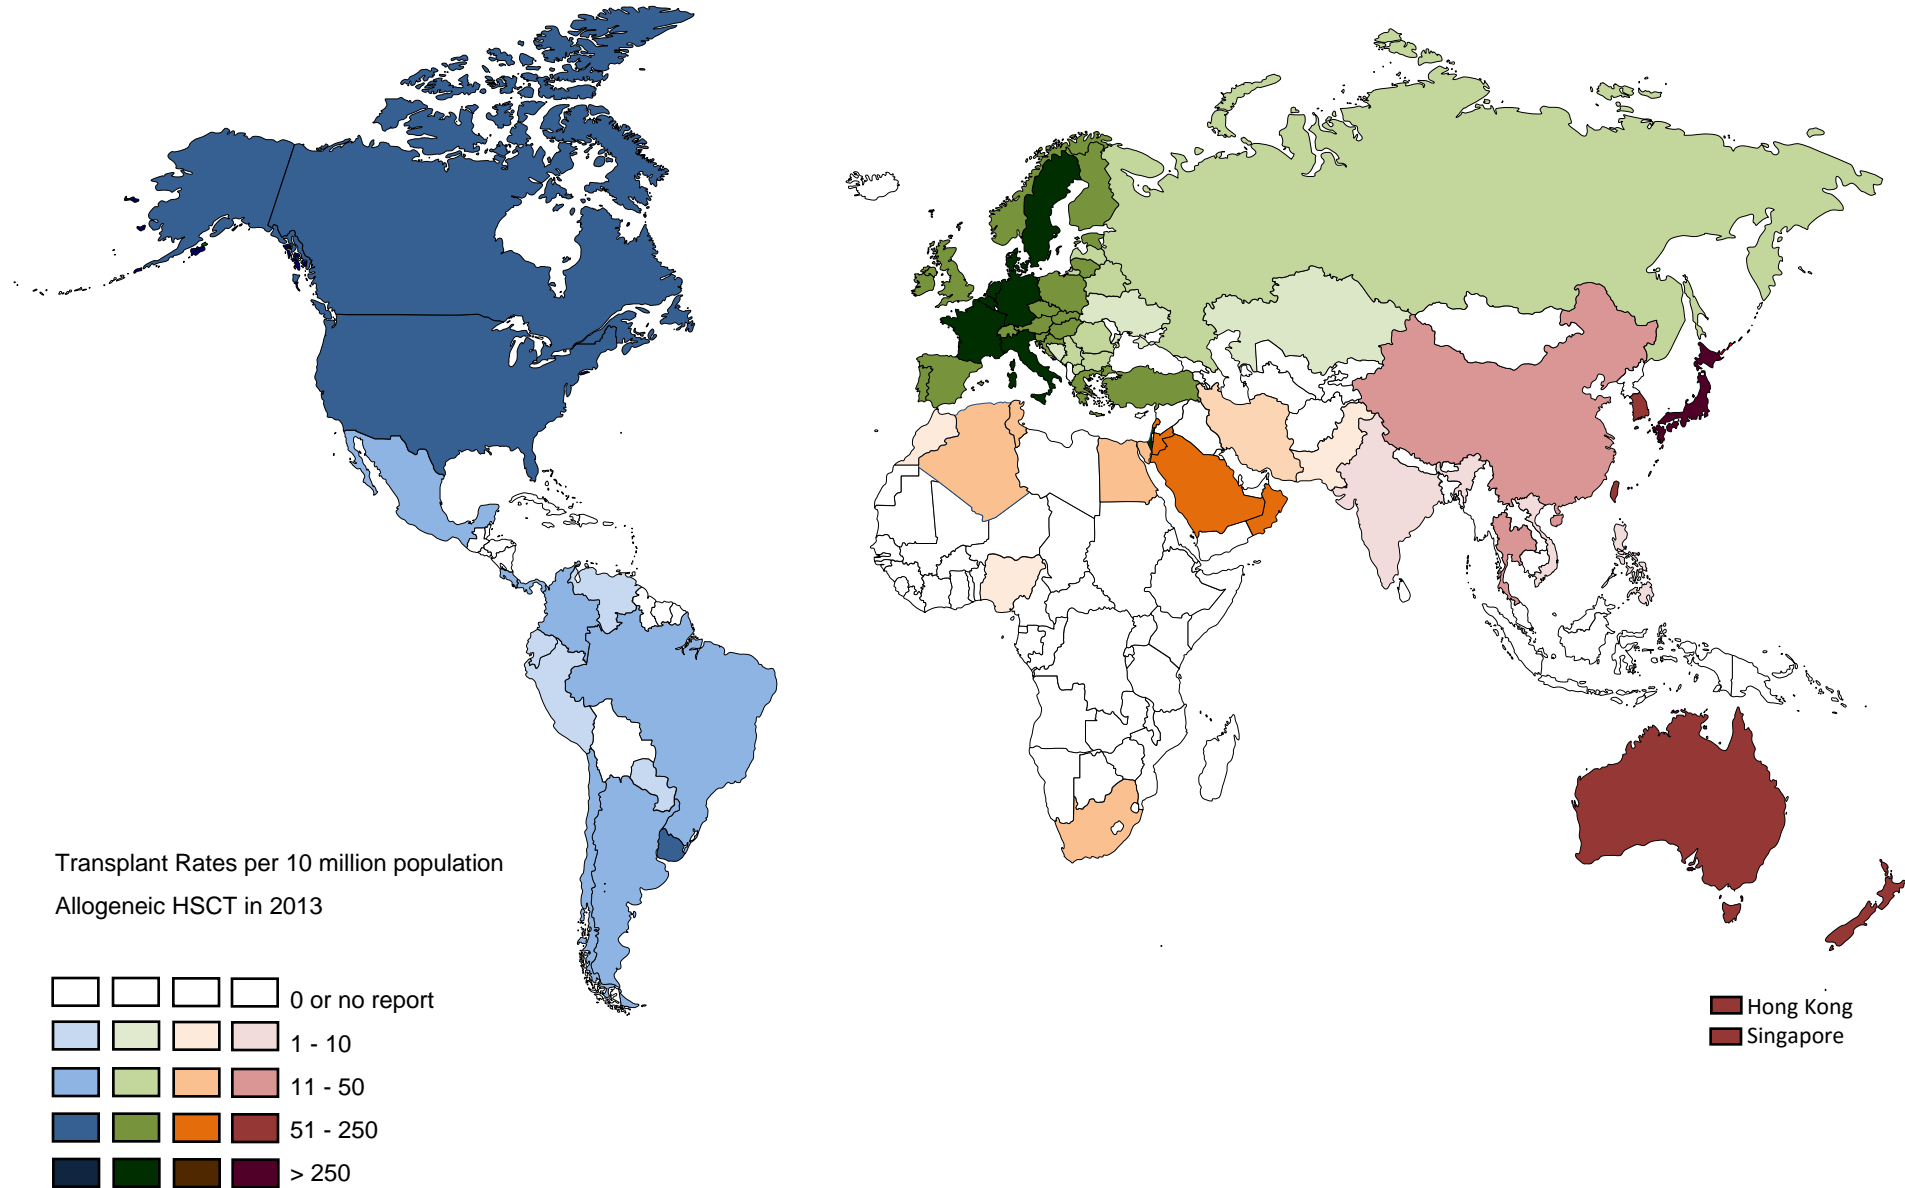 Transplant Rates per 10 million population
Allogeneic HSCT in 2013
0 or no report
1 - 10
11 - 50
51 - 250
> 250
Hong Kong
Singapore